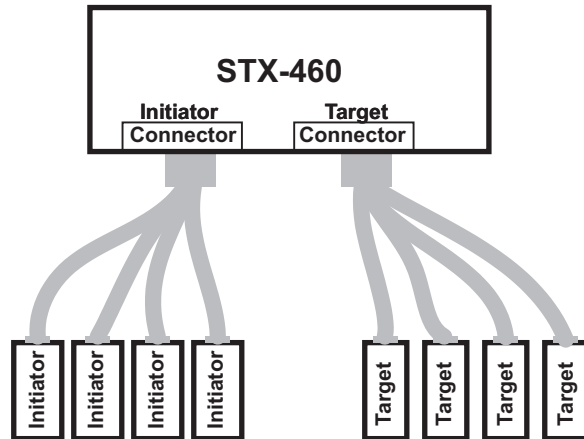 STX-460
Initiator Target
Connector Connector
Initiator Initiator Initiator Initiator Target Target Target Target